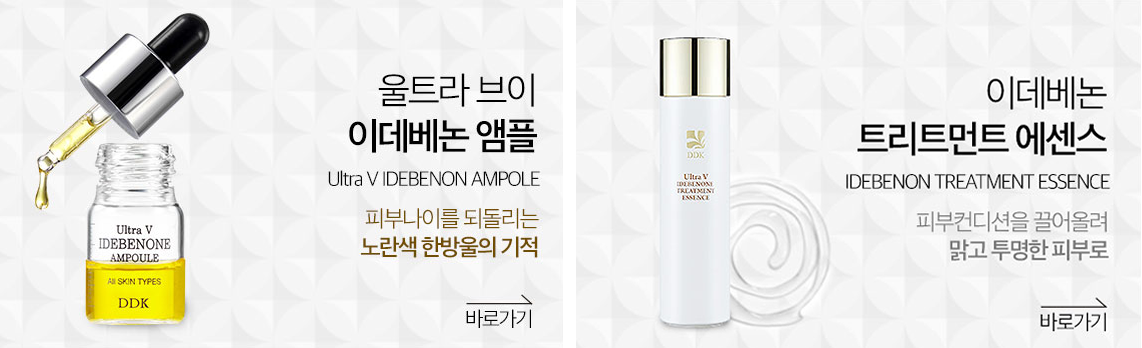 울트라 브이
이데베논 앰플
Ultra V IDEBENON AMPOLE
피부나이를 되돌리는
노란색 한방울의 기적
바로가기
Ultra V
IDEBENONE
AMPOULE
All SKIN TYPES
DDK
이데베논
트리트먼트 에센스
IDEBENON TREATMENT ESSENCE
피부컨디션을 끌어올려
맑고 투명한 피부로
바로가기
DDK
Ultra V
IDEBENONE
TREATMENT
ESSENCE